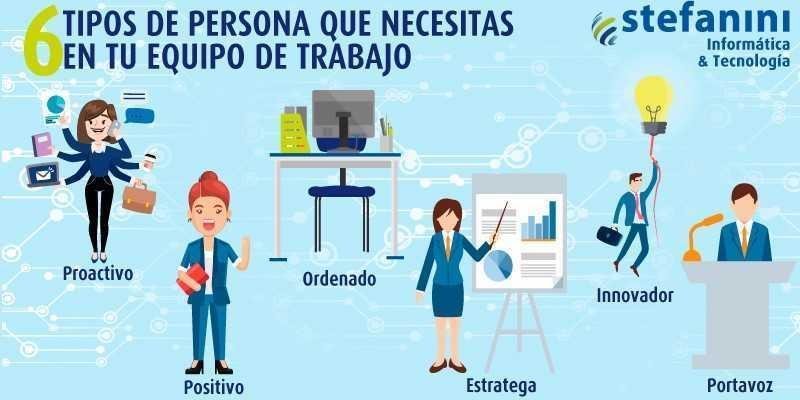 6 TIPOS DE PERSONA QUE NECESITAS
EN TU EQUIPO DE TRABAJO
stefanini
Informática
& Tecnología
Proactivo
Positivo
Ordenado
Estratega
Innovador
Portavoz